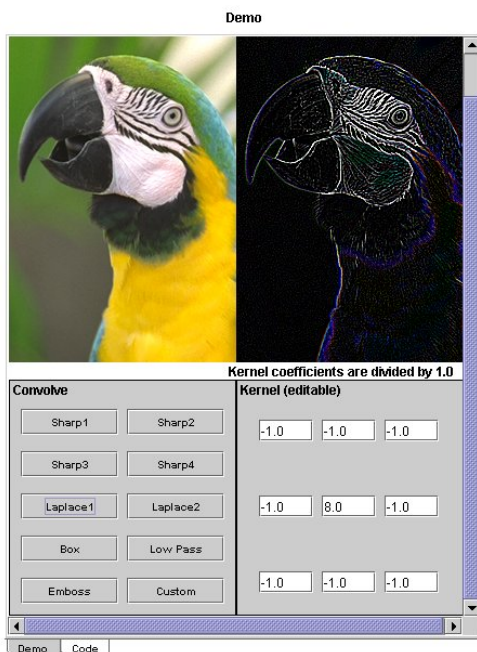 Demo
Kernel coefficients are divided by 1.0
Convolve
Sharp1 Sharp2
Sharp3 Sharp4
Laplace1 Laplace2
Box Low Pass
Emboss Custom
Kernel (editable)
-1.0 -1.0 -1.0
-1.0 8.0 -1.0
-1.0 -1.0 -1.0
Demo Code